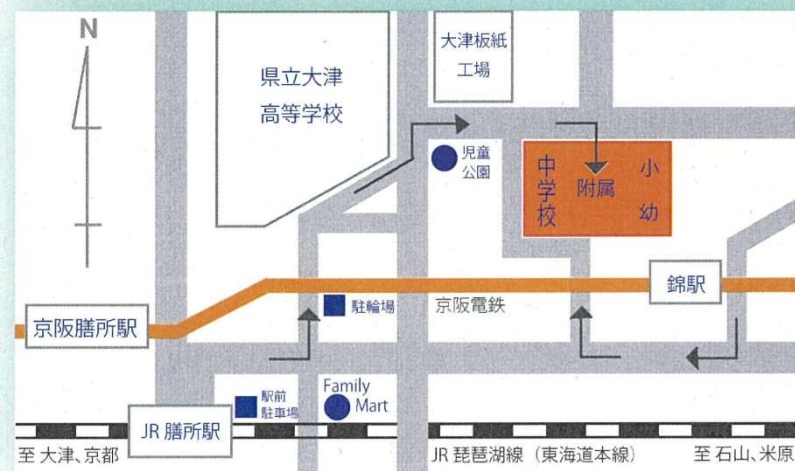 N
県立大津
高等学校
大津板紙
工場
児童
公園
中学校
附属
小
幼
錦駅
駐輪場
京阪電鉄
京阪膳所駅
駅前
駐車場
Family
Mart
JR 膳所駅
至 大津、京都
JR 琵琶湖線（東海道本線）
至 石山、米原